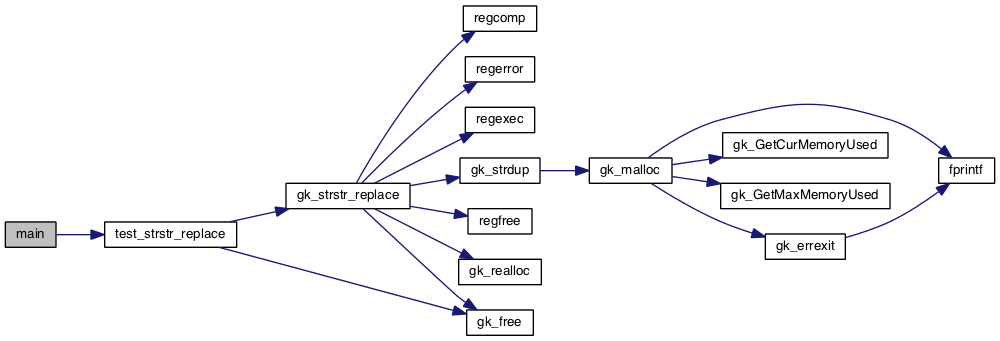 main
test_strstr_replace
gk_strstr_replace
regcomp
regerror
regexec
gk_strdup
regfree
gk_realloc
gk_free
gk_malloc
gk_GetCurMemoryUsed
gk_GetMaxMemoryUsed
gk_errexit
fprintf